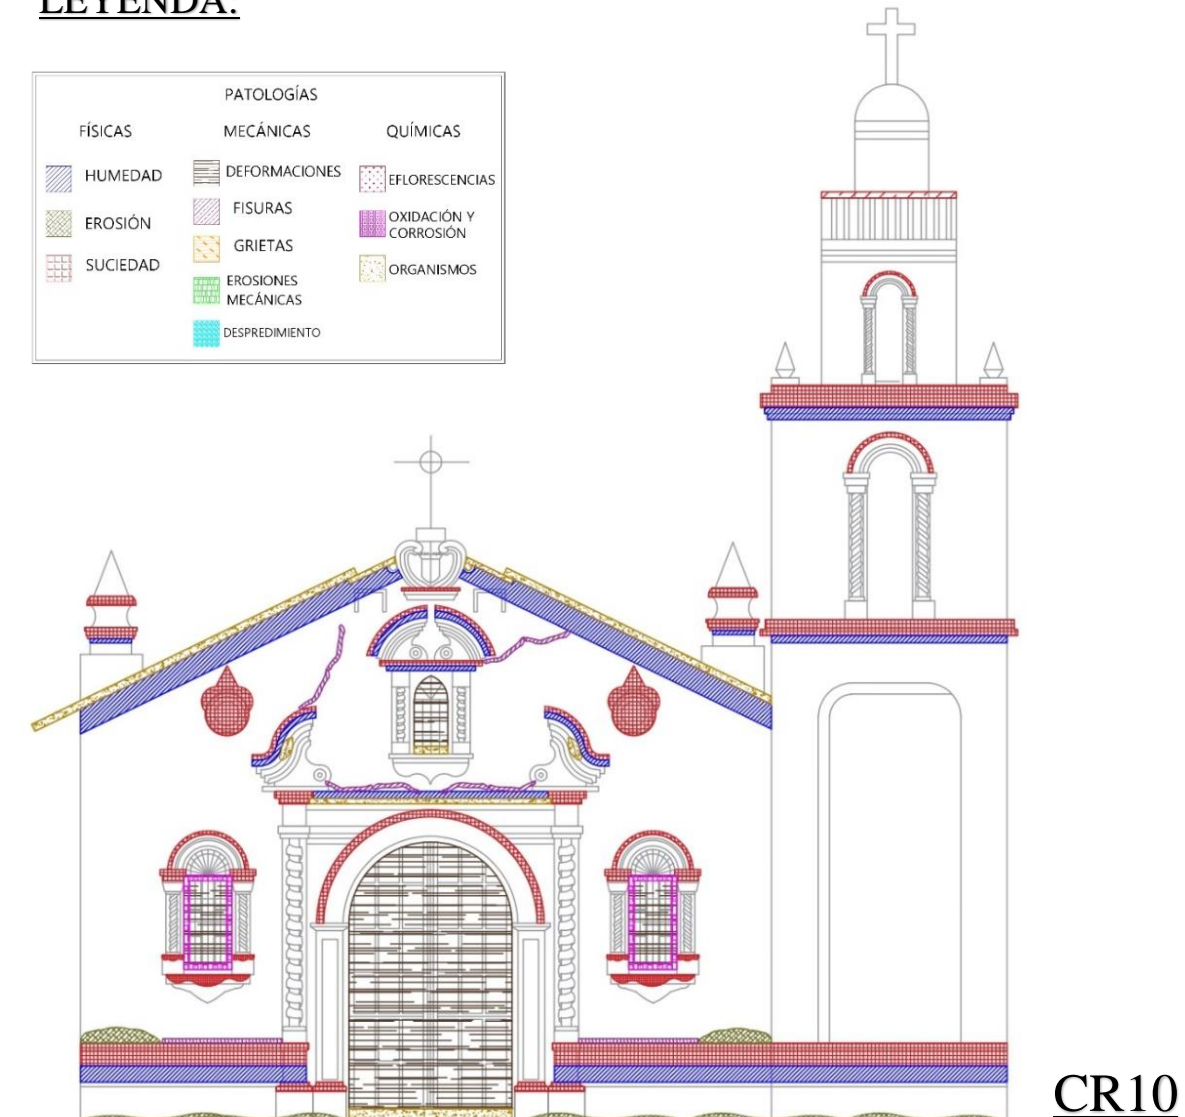 LEYENDA:
PATOLOGÍAS
FÍSICAS
HUMEDAD
EROSIÓN
SUCIEDAD
MECÁNICAS
DEFORMACIONES
FISURAS
GRIETAS
EROSIONES
MECÁNICAS
DESPREDIMIENTO
QUÍMICAS
EFLORESCENCIAS
OXIDACIÓN Y
CORROSIÓN
ORGANISMOS
CR10